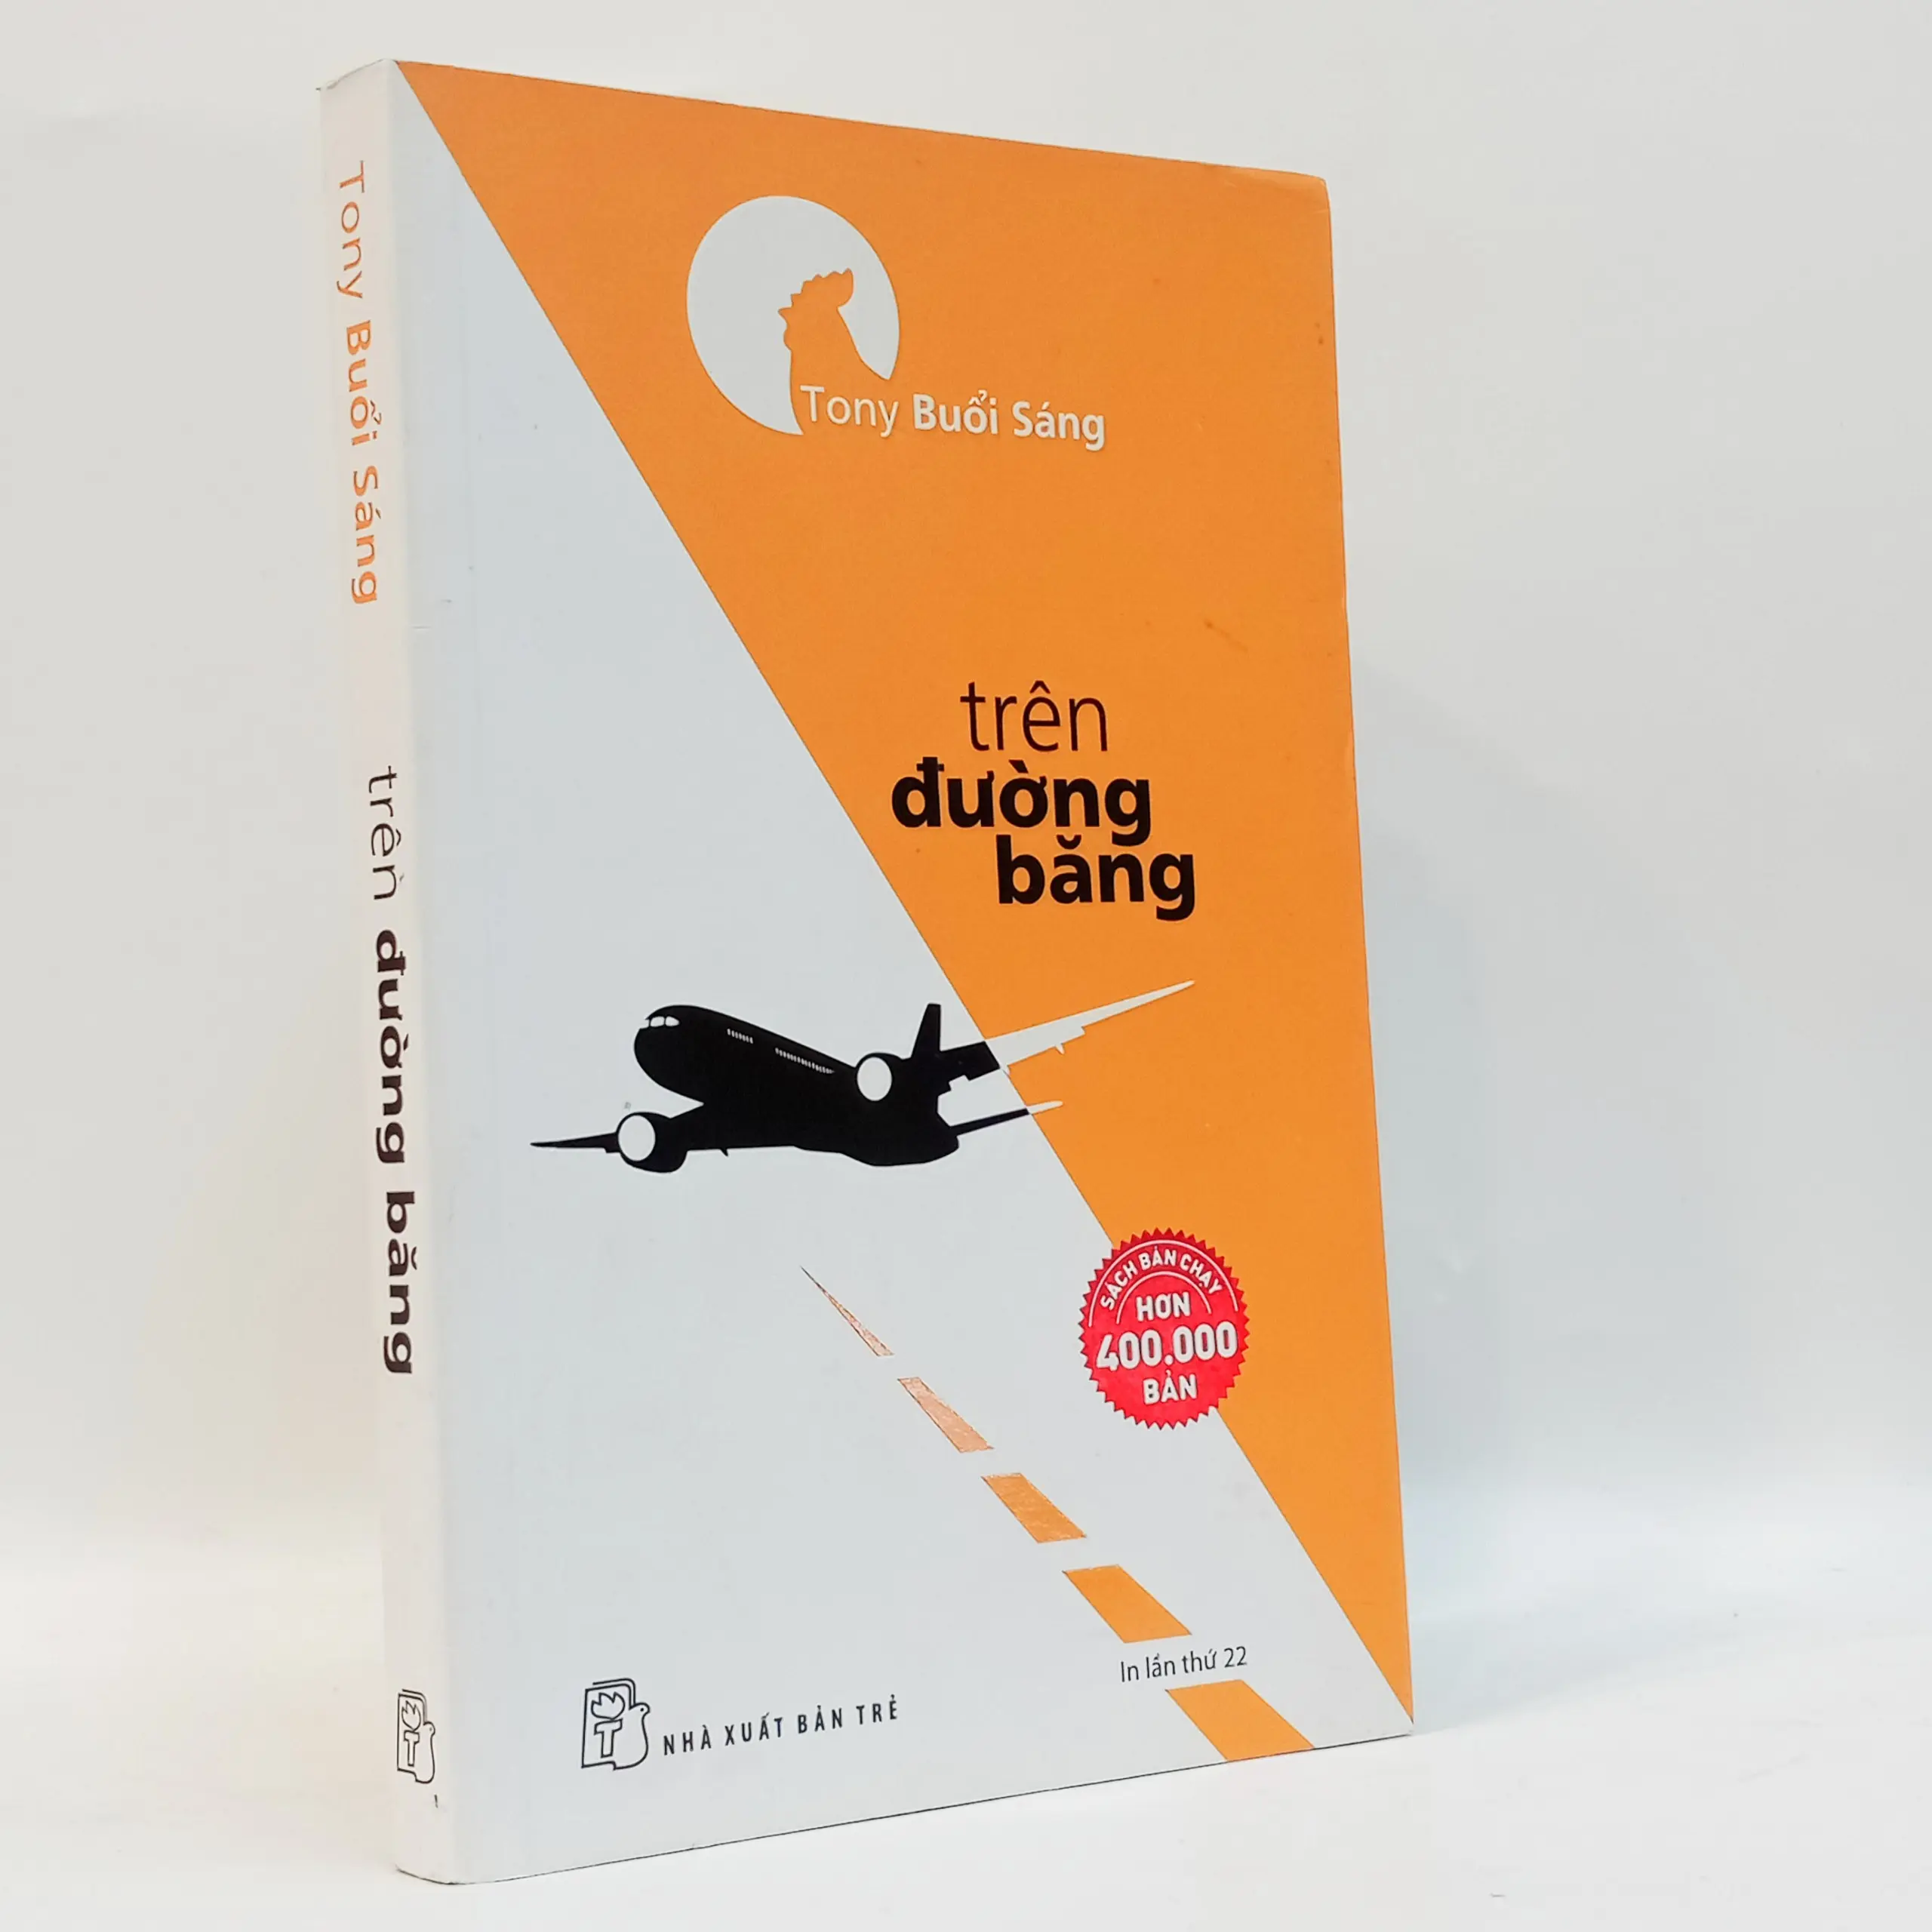 Tony Buổi Sáng
trên đường băng
Tony Buổi Sáng
trên
đường
băng
SÁCH BÁN CHẠY
HƠN
400.000
BẢN
In lần thứ 22
T
NHÀ XUẤT BẢN TRẺ
T